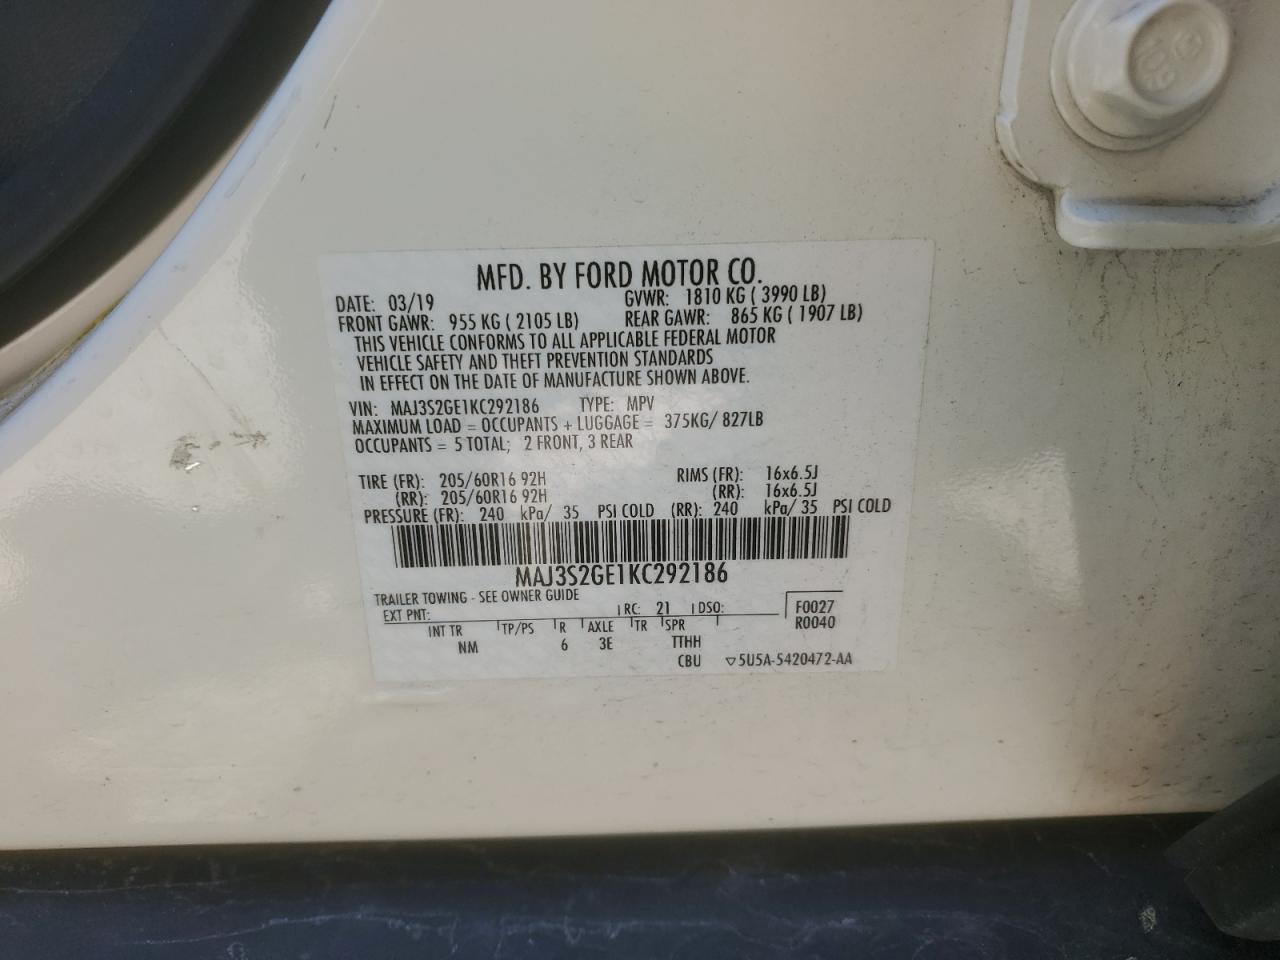 MFD. BY FORD MOTOR CO.
DATE: 03/19 GVWR: 1810 KG ( 3990 LB)
FRONT GAWR: 955 KG ( 2105 LB) REAR GAWR: 865 KG ( 1907 LB)
THIS VEHICLE CONFORMS TO ALL APPLICABLE FEDERAL MOTOR
VEHICLE SAFETY AND THEFT PREVENTION STANDARDS
IN EFFECT ON THE DATE OF MANUFACTURE SHOWN ABOVE.
VIN: MAJ3S2GE1KC292186 TYPE: MPV
MAXIMUM LOAD = OCCUPANTS + LUGGAGE = 375KG/ 827LB
OCCUPANTS = 5 TOTAL; 2 FRONT, 3 REAR
TIRE (FR): 205/60R16 92H RIMS (FR): 16x6.5J
(RR): 205/60R16 92H (RR): 16x6.5J
PRESSURE (FR): 240 kPa/ 35 PSI COLD (RR): 240 kPa/ 35 PSI COLD
MAJ3S2GE1KC292186
TRAILER TOWING - SEE OWNER GUIDE
EXT PNT: RC: 21 DSO: F0027
R0040
INT TR TP/PS R AXLE TR SPR
NM 6 3E TTHH
CBU 5U5A-5420472-AA